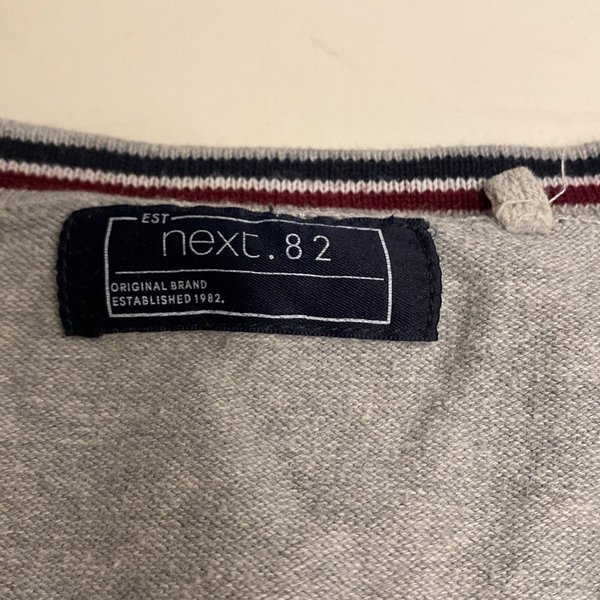 EST
next.82
ORIGINAL BRAND
ESTABLISHED 1982.